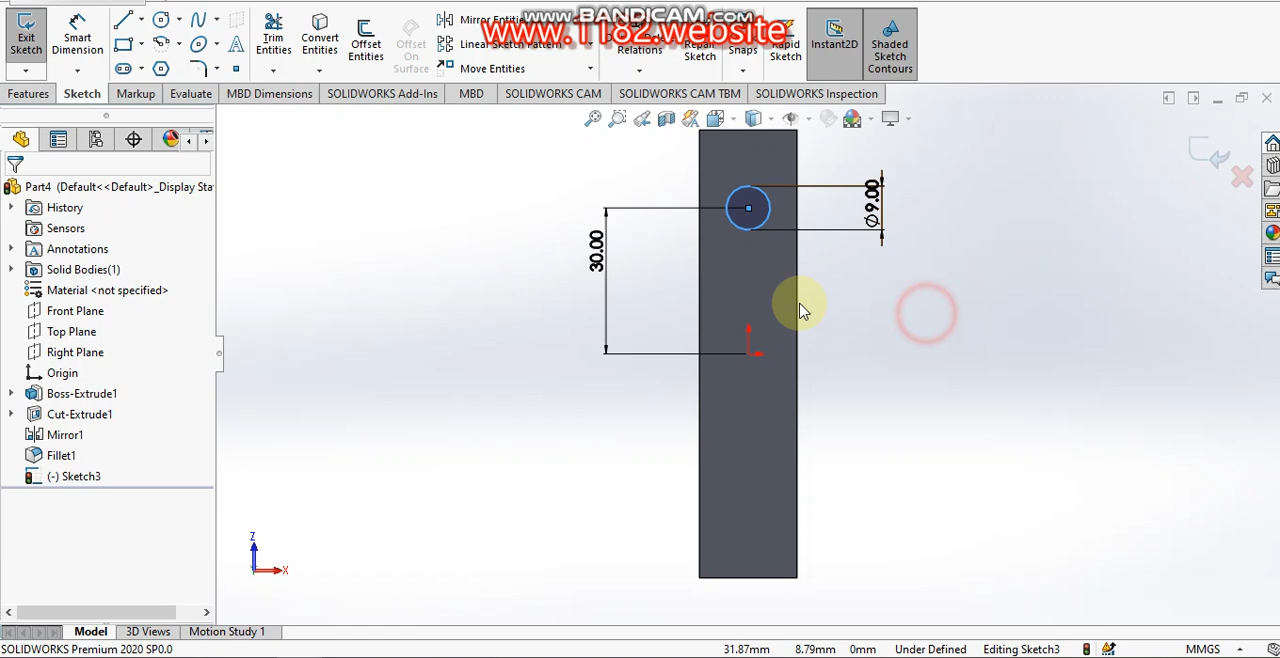 www.BANDICAM.com
www.1182.website
Exit Sketch
Smart Dimension
Trim Entities
Convert Entities
Offset Entities
Offset On Surface
Mirror Entities
Linear Sketch Pattern
Move Entities
Relations
Repair Sketch
Snaps
Rapid Sketch
Instant2D
Shaded Sketch Contours
Features
Sketch
Markup
Evaluate
MBD Dimensions
SOLIDWORKS Add-Ins
MBD
SOLIDWORKS CAM
SOLIDWORKS CAM TBM
SOLIDWORKS Inspection
Part4 (Default<<Default>_Display Sta
History
Sensors
Annotations
Solid Bodies(1)
Material <not specified>
Front Plane
Top Plane
Right Plane
Origin
Boss-Extrude1
Cut-Extrude1
Mirror1
Fillet1
(-) Sketch3
30.00
Ø9.00
Z
X
Model
3D Views
Motion Study 1
SOLIDWORKS Premium 2020 SP0.0
31.87mm
8.79mm
0mm
Under Defined
Editing Sketch3
MMGS